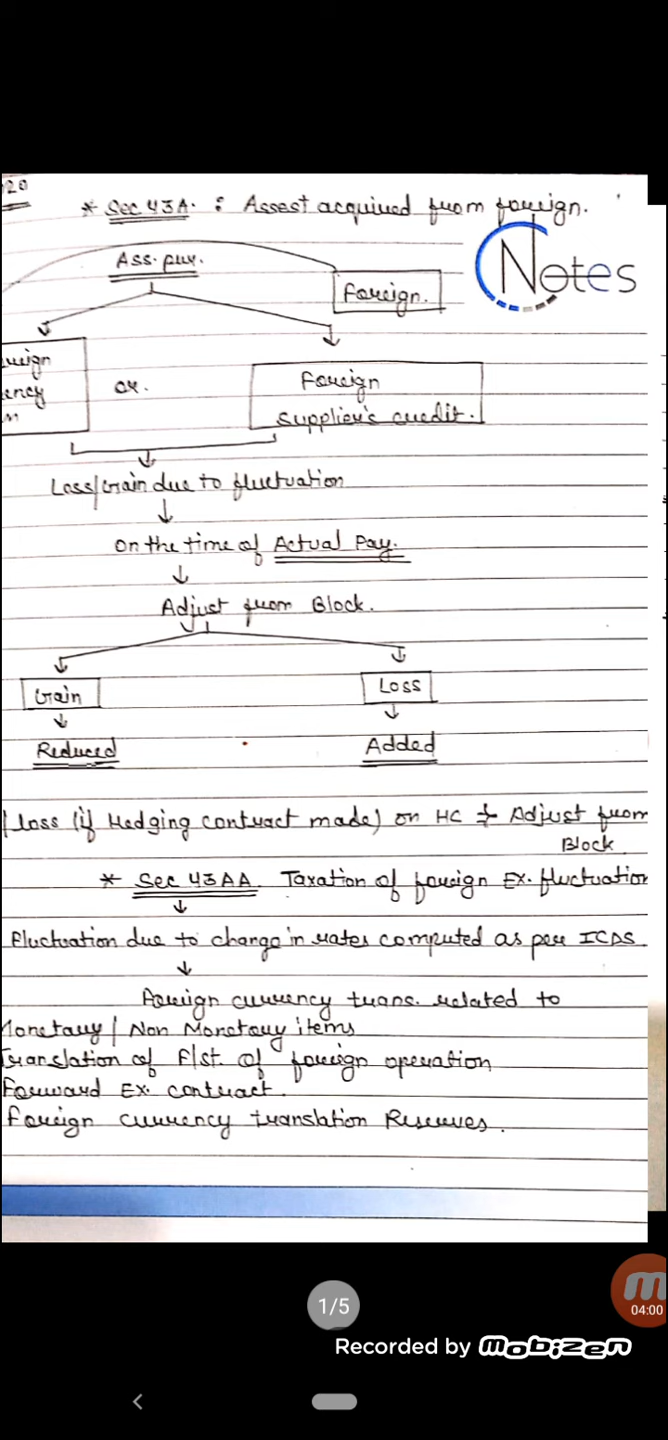 20
* Sec 43A. : Assest acquired from foreign.
Notes
Ass. pur.
Foreign.
or.
Foreign
supplier's credit.
Loss/Gain due to fluctuation
On the time of Actual Pay.
Adjust from Block.
Gain
Loss
Reduced
Added
/ Loss (if Hedging contract made) on HC → Adjust from
Block.
* Sec 43AA. Taxation of foreign Ex. fluctuation
Fluctuation due to change in rates computed as per ICDS.
Foreign currency trans. related to
Monetary / Non Monetary items
Translation of F/st. of foreign operation
Forward Ex. contract.
Foreign currency translation Reserves.
1/5
04:00
Recorded by mobizen